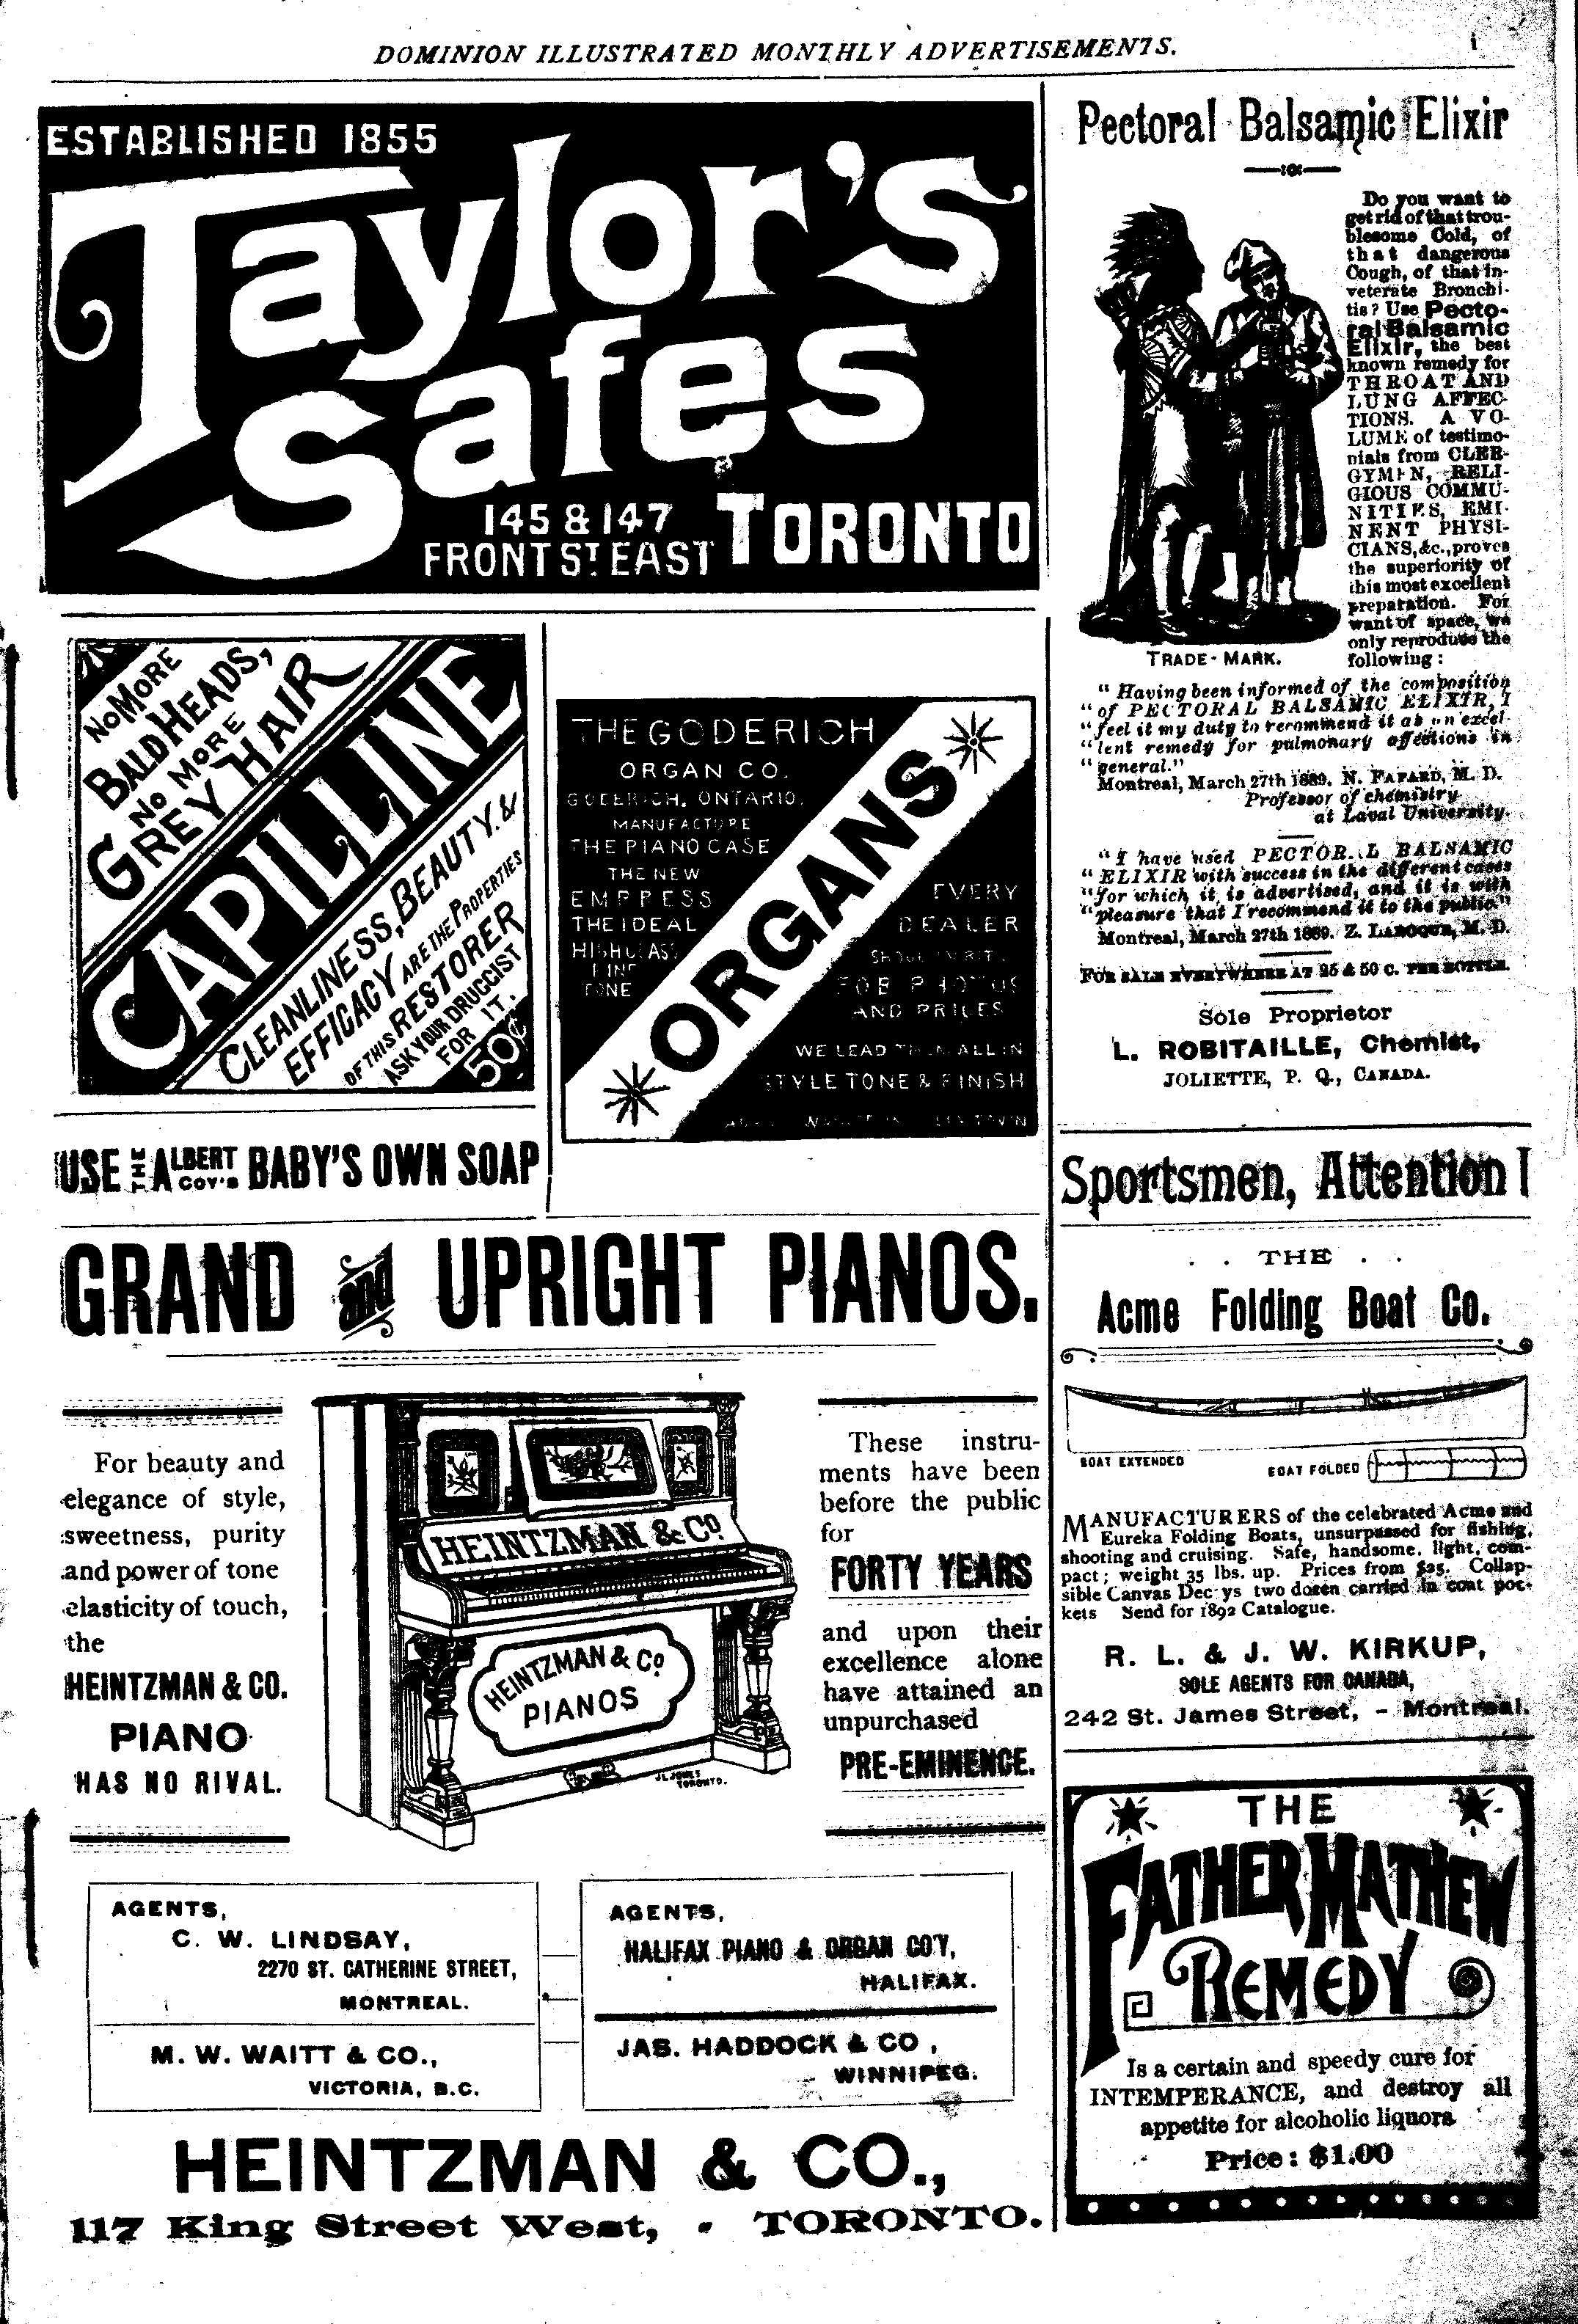 DOMINION ILLUSTRATED MONTHLY ADVERTISEMENTS.
i
ESTABLISHED 1855
Taylor's
Safes
145 & 147
FRONT ST. EAST
TORONTO
NO MORE
BALD HEADS,
NO MORE
GREY HAIR
CAPILLINE
CLEANLINESS, BEAUTY, &
EFFICACY ARE THE PROPERTIES
OF THIS RESTORER
ASK YOUR DRUGGIST
FOR IT.
50c
USE THE ALBERT COY'S BABY'S OWN SOAP
THE GODERICH
ORGAN CO.
GODERICH, ONTARIO,
MANUFACTURE
THE PIANO CASE
THE NEW
EMPRESS
THE IDEAL
HIGH CLASS
FINE
TONE
ORGANS
EVERY
DEALER
SHOULD WRITE
FOR PHOTOS
AND PRICES
WE LEAD THEM ALL IN
STYLE TONE & FINISH
GRAND and UPRIGHT PIANOS.
For beauty and
elegance of style,
sweetness, purity
and power of tone
elasticity of touch,
the
HEINTZMAN & CO.
PIANO
HAS NO RIVAL.
HEINTZMAN & CO
HEINTZMAN & CO
PIANOS
J.L. JONES
TORONTO.
These instru-
ments have been
before the public
for
FORTY YEARS
and upon their
excellence alone
have attained an
unpurchased
PRE-EMINENCE.
AGENTS,
C. W. LINDSAY,
2270 ST. CATHERINE STREET,
MONTREAL.
M. W. WAITT & CO.,
VICTORIA, B.C.
AGENTS,
HALIFAX PIANO & ORGAN CO'Y,
HALIFAX.
JAS. HADDOCK & CO ,
WINNIPEG.
HEINTZMAN & CO.,
117 King Street West, - TORONTO.
Pectoral Balsamic Elixir
Do you want to
get rid of that trou-
blesome Cold, of
that dangerous
Cough, of that in-
veterate Bronchi-
tis? Use Pecto-
ral Balsamic
Elixir, the best
known remedy for
THROAT AND
LUNG AFFEC-
TIONS. A VO-
LUME of testimo-
nials from CLER-
GYMEN, RELI-
GIOUS COMMU-
NITIES, EMI-
NENT PHYSI-
CIANS, &c., proves
the superiority of
this most excellent
preparation. For
want of space, we
only reproduce the
following :
TRADE-MARK.
" Having been informed of the composition
" of PECTORAL BALSAMIC ELIXIR, I
" feel it my duty to recommend it as an excel-
" lent remedy for pulmonary affections in
" general."
Montreal, March 27th 1889. N. FAFARD, M. D.
Professor of chemistry
at Laval University.
" I have used PECTORAL BALSAMIC
" ELIXIR with success in the different cases
" for which it is advertised, and it is with
" pleasure that I recommend it to the public."
Montreal, March 27th 1889. Z. LAROQUE, M. D.
FOR SALE EVERYWHERE AT 25 & 50 C. PER BOTTLE.
Sole Proprietor
L. ROBITAILLE, Chemist,
JOLIETTE, P. Q., CANADA.
Sportsmen, Attention!
. . THE . .
Acme Folding Boat Co.
BOAT EXTENDED
BOAT FOLDED
MANUFACTURERS of the celebrated Acme and
Eureka Folding Boats, unsurpassed for fishing,
shooting and cruising. Safe, handsome, light, com-
pact ; weight 35 lbs. up. Prices from $25. Collap-
sible Canvas Decoys two dozen carried in coat poc-
kets Send for 1892 Catalogue.
R. L. & J. W. KIRKUP,
SOLE AGENTS FOR CANADA,
242 St. James Street, - Montreal.
THE
FATHER MATHEW
REMEDY
Is a certain and speedy cure for
INTEMPERANCE, and destroy all
appetite for alcoholic liquors
Price : $1.00